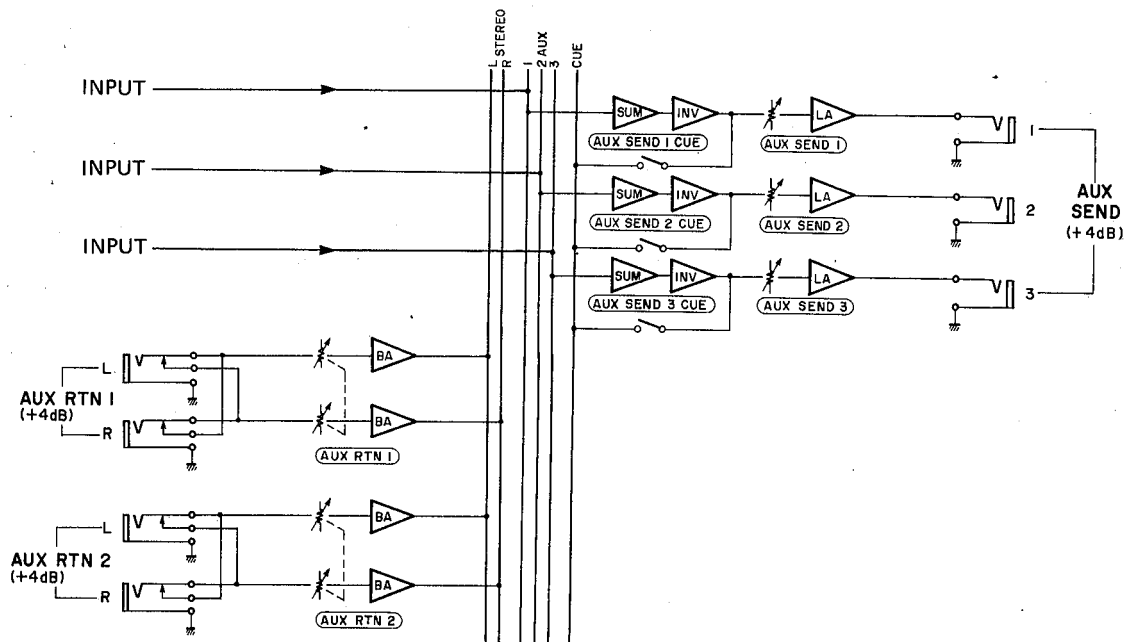 L STEREO
R
1
2 AUX
3
CUE
INPUT
INPUT
INPUT
SUM
INV
LA
AUX SEND 1 CUE
AUX SEND 1
1
SUM
INV
LA
AUX SEND 2 CUE
AUX SEND 2
2
SUM
INV
LA
AUX SEND 3 CUE
AUX SEND 3
3
AUX
SEND
(+4dB)
L
AUX RTN 1
(+4dB)
R
BA
BA
AUX RTN 1
L
AUX RTN 2
(+4dB)
R
BA
BA
AUX RTN 2